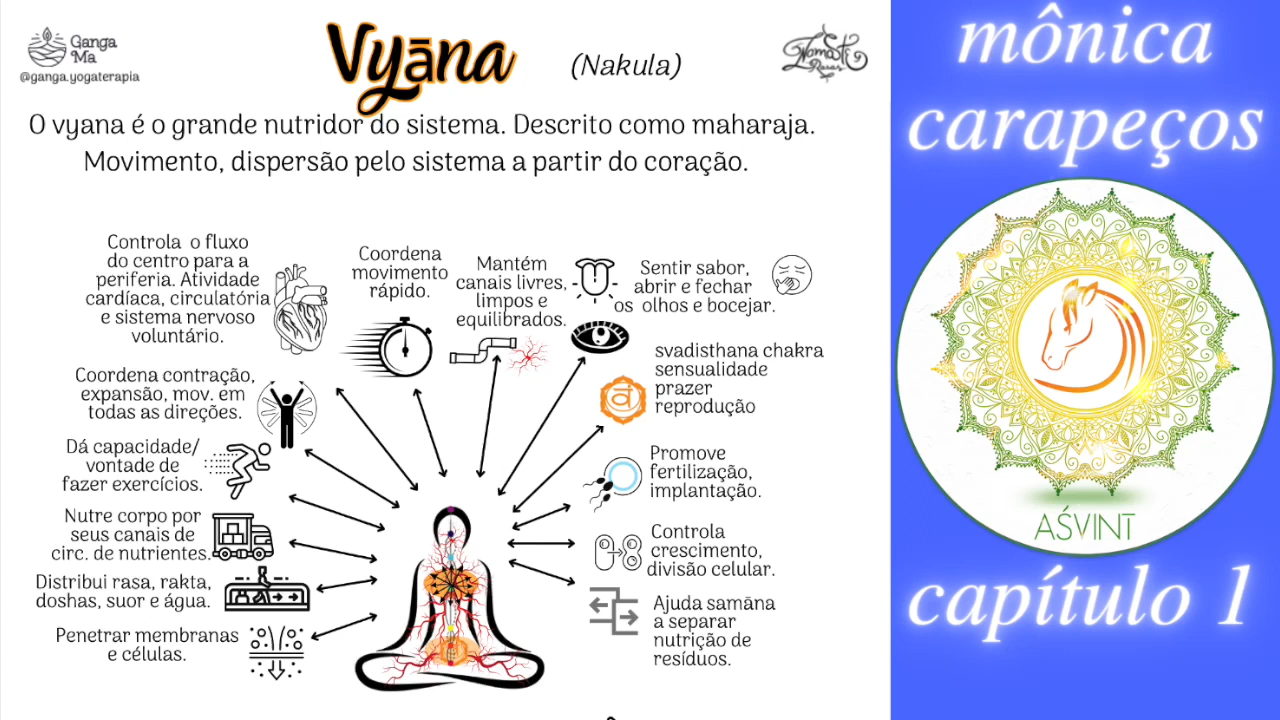 Ganga
Ma
@ganga.yogaterapia
Vyāna
(Nakula)
Namaste
O vyana é o grande nutridor do sistema. Descrito como maharaja.
Movimento, dispersão pelo sistema a partir do coração.
Controla o fluxo
do centro para a
periferia. Atividade
cardíaca, circulatória
e sistema nervoso
voluntário.
Coordena
movimento
rápido.
Mantém
canais livres,
limpos e
equilibrados.
Sentir sabor,
abrir e fechar
os olhos e bocejar.
svadisthana chakra
sensualidade
prazer
reprodução
Coordena contração,
expansão, mov. em
todas as direções.
Dá capacidade/
vontade de
fazer exercícios.
Promove
fertilização,
implantação.
Nutre corpo por
seus canais de
circ. de nutrientes.
Controla
crescimento,
divisão celular.
Distribui rasa, rakta,
doshas, suor e água.
Ajuda samāna
a separar
nutrição de
resíduos.
Penetrar membranas
e células.
mônica
carapeços
AŚVINT
capítulo 1